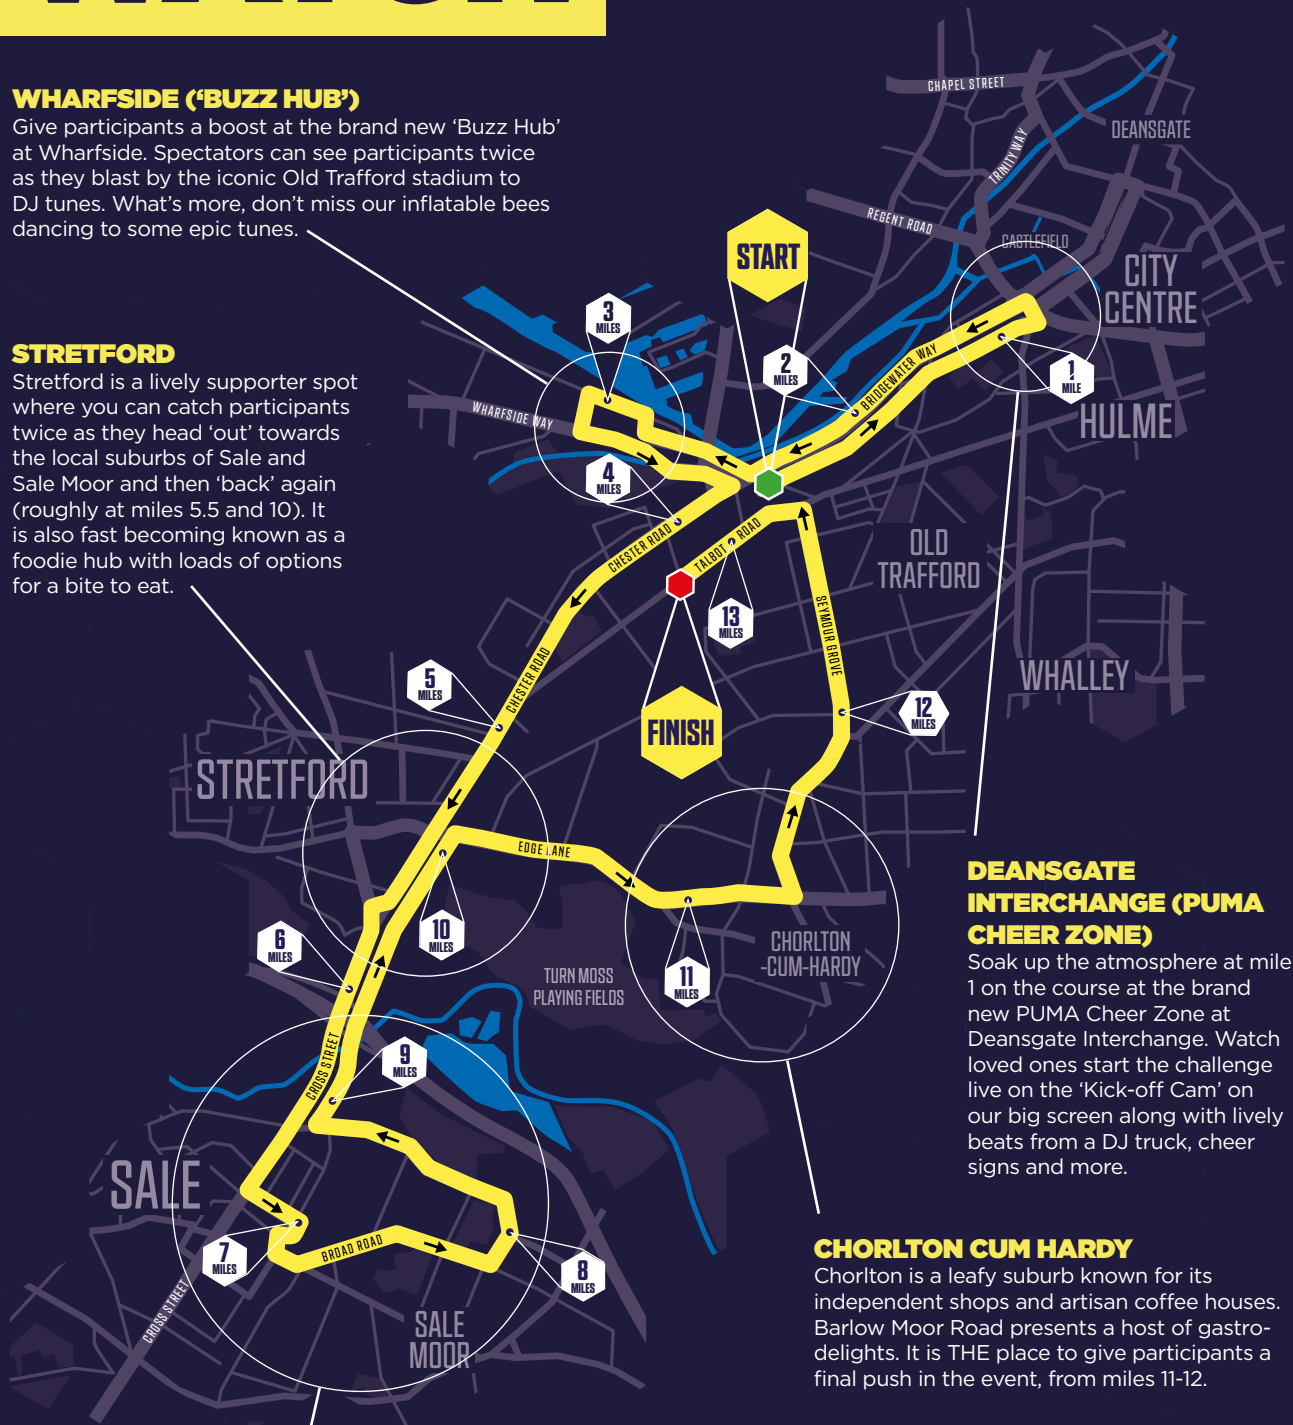 WHARFSIDE (‘BUZZ HUB’)
Give participants a boost at the brand new ‘Buzz Hub’
at Wharfside. Spectators can see participants twice
as they blast by the iconic Old Trafford stadium to
DJ tunes. What’s more, don’t miss our inflatable bees
dancing to some epic tunes.
STRETFORD
Stretford is a lively supporter spot
where you can catch participants
twice as they head ‘out’ towards
the local suburbs of Sale and
Sale Moor and then ‘back’ again
(roughly at miles 5.5 and 10). It
is also fast becoming known as a
foodie hub with loads of options
for a bite to eat.
CHAPEL STREET
DEANSGATE
TRINITY WAY
REGENT ROAD
CASTLEFIELD
CITY
CENTRE
START
3
MILES
2
MILES
BRIDGEWATER WAY
1
MILE
HULME
WHARFSIDE WAY
4
MILES
CHESTER ROAD
TALBOT ROAD
OLD
TRAFFORD
13
MILES
SEYMOUR GROVE
WHALLEY
5
MILES
CHESTER ROAD
12
MILES
FINISH
STRETFORD
EDGE LANE
10
MILES
6
MILES
11
MILES
CHORLTON
-CUM-HARDY
TURN MOSS
PLAYING FIELDS
CROSS STREET
9
MILES
SALE
7
MILES
BROAD ROAD
8
MILES
CROSS STREET
SALE
MOOR
DEANSGATE
INTERCHANGE (PUMA
CHEER ZONE)
Soak up the atmosphere at mile
1 on the course at the brand
new PUMA Cheer Zone at
Deansgate Interchange. Watch
loved ones start the challenge
live on the ‘Kick-off Cam’ on
our big screen along with lively
beats from a DJ truck, cheer
signs and more.
CHORLTON CUM HARDY
Chorlton is a leafy suburb known for its
independent shops and artisan coffee houses.
Barlow Moor Road presents a host of gastro-
delights. It is THE place to give participants a
final push in the event, from miles 11-12.